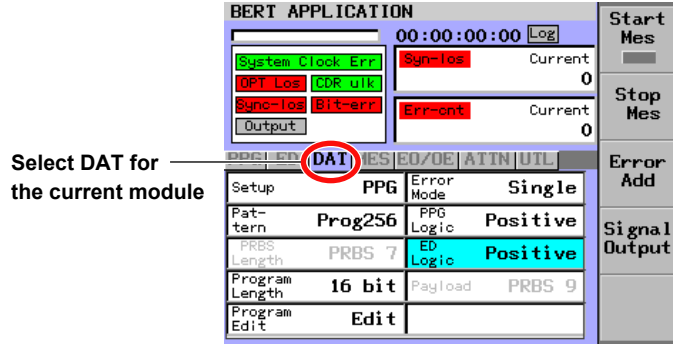 BERT APPLICATION
00:00:00:00 Log
System Clock Err
OPT Los CDR ulk
Sync-los Bit-err
Output
Syn-los Current
0
Err-cnt Current
0
Start
Mes
Stop
Mes
Error
Add
Signal
Output
Select DAT for
the current module
PPG ED DAT MES EO/OE ATTN UTL
Setup PPG
Error
Mode Single
Pat-
tern Prog256
PPG
Logic Positive
PRBS
Length PRBS 7
ED
Logic Positive
Program
Length 16 bit
Payload PRBS 9
Program
Edit Edit